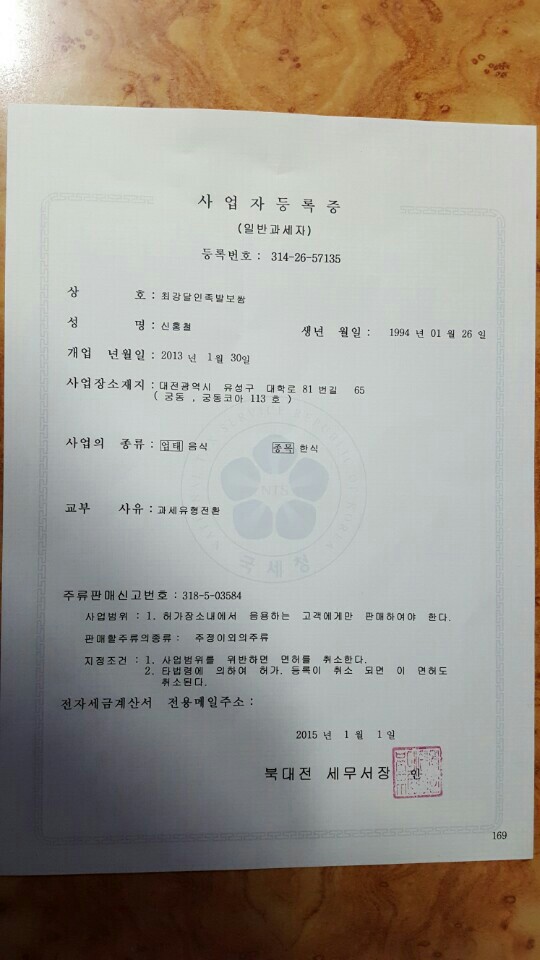 사업자등록증
(일반과세자)
등록번호 : 314-26-57135
상 호 : 최강달인족발보쌈
성 명 : 신홍철 생년 월일 : 1994 년 01 월 26 일
개업 년월일 : 2013 년 1 월 30일
사업장소재지 : 대전광역시 유성구 대학로 81 번길 65
( 궁동 , 궁동코아 113 호 )
사업의 종류 : 업태 음식 종목 한식
교부 사유 : 과세유형전환
주류판매신고번호 : 318-5-03584
사업범위 : 1. 허가장소내에서 음용하는 고객에게만 판매하여야 한다.
판매할주류의종류 : 주정이외의주류
지정조건 : 1. 사업범위를 위반하면 면허를 취소한다.
2. 타법령에 의하여 허가, 등록이 취소 되면 이 면허도
취소된다.
전자세금계산서 전용메일주소 :
2015 년 1 월 1 일
북대전 세무서장 인
169
NTS
국세청